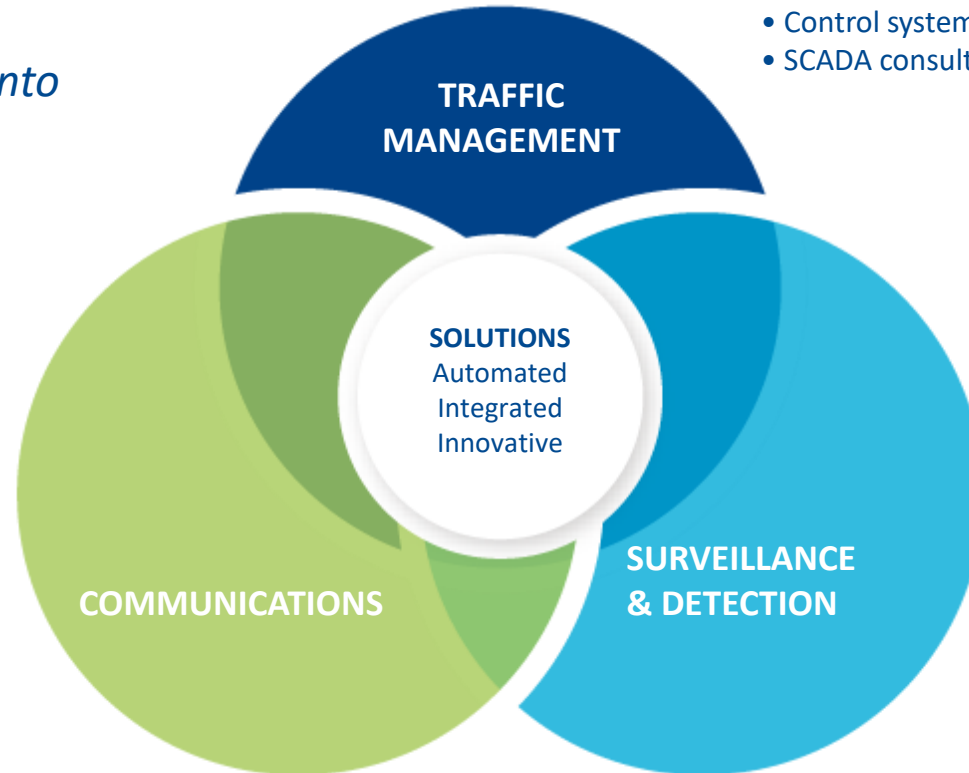 • Control system
• SCADA consult
nto
TRAFFIC
MANAGEMENT
SOLUTIONS
Automated
Integrated
Innovative
COMMUNICATIONS
SURVEILLANCE
& DETECTION